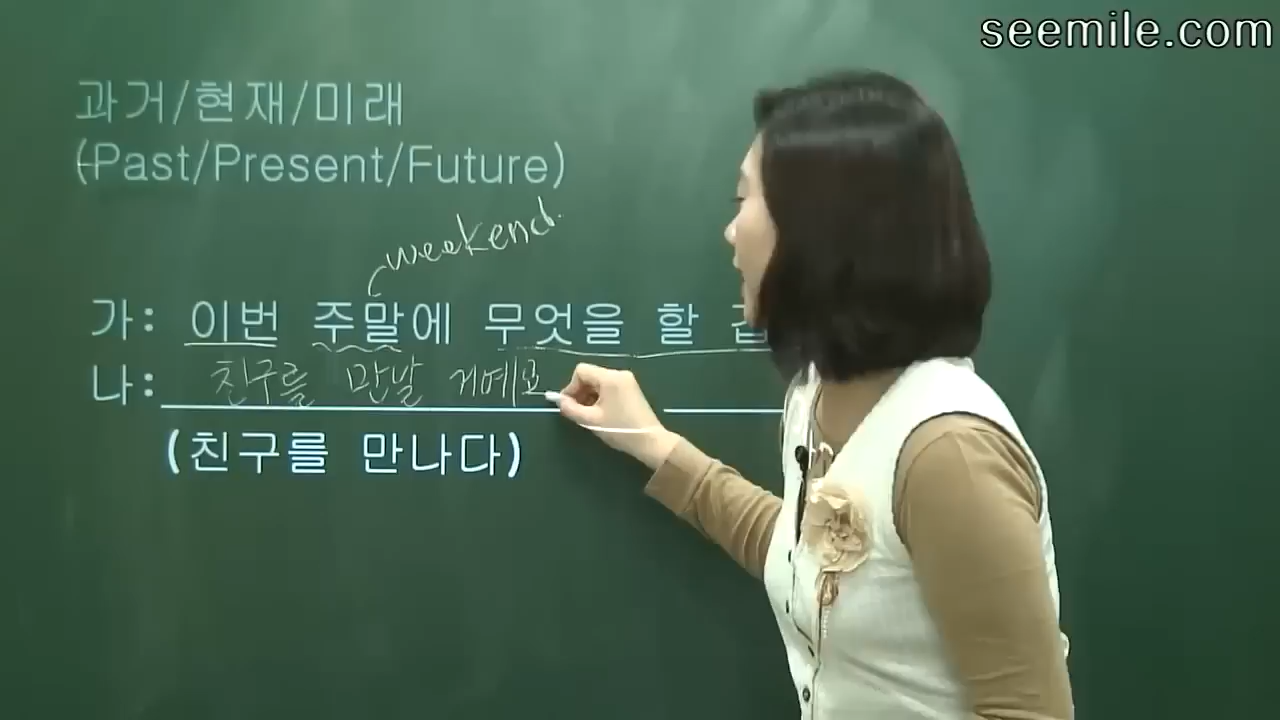 seemile.com
과거/현재/미래
(Past/Present/Future)
weekend.
가: 이번 주말에 무엇을 할
나: 친구를 만날 거예요
(친구를 만나다)